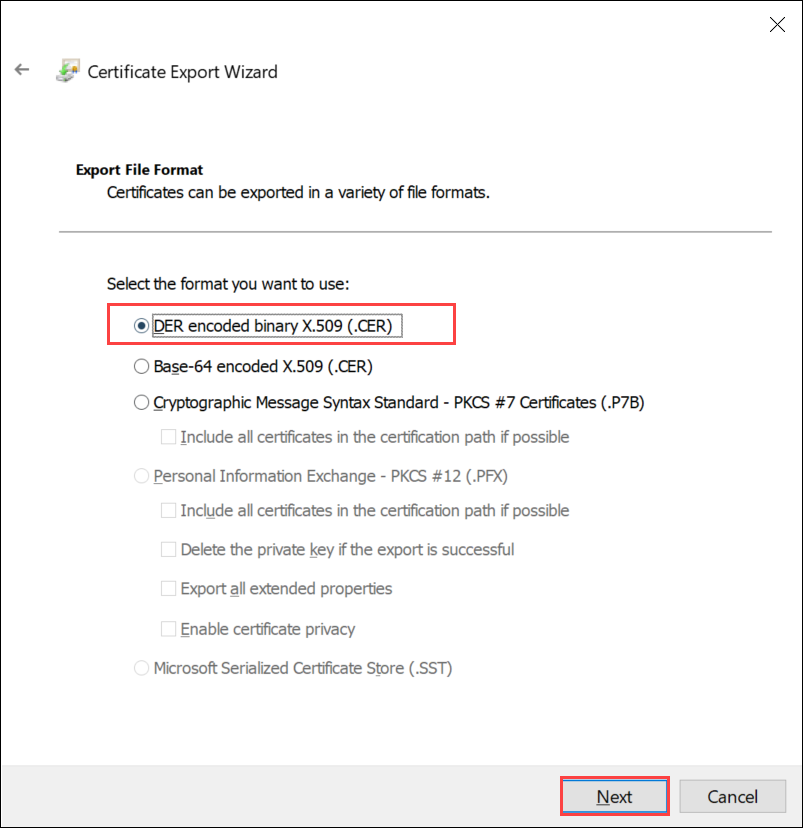 Certificate Export Wizard
Export File Format
Certificates can be exported in a variety of file formats.
Select the format you want to use:
DER encoded binary X.509 (.CER)
Base-64 encoded X.509 (.CER)
Cryptographic Message Syntax Standard - PKCS #7 Certificates (.P7B)
Include all certificates in the certification path if possible
Personal Information Exchange - PKCS #12 (.PFX)
Include all certificates in the certification path if possible
Delete the private key if the export is successful
Export all extended properties
Enable certificate privacy
Microsoft Serialized Certificate Store (.SST)
Next Cancel